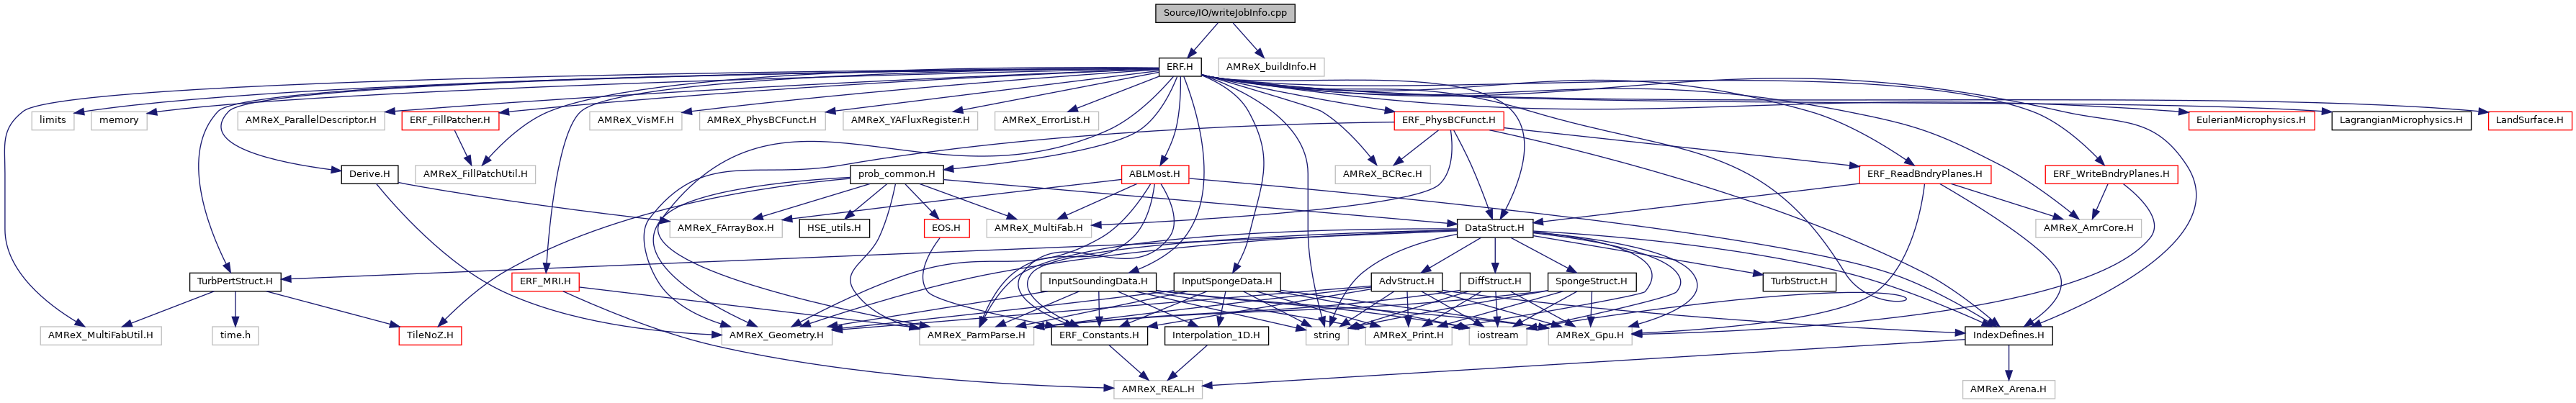 Source/IO/writeJobInfo.cpp
ERF.H
AMReX_buildInfo.H
limits
memory
AMReX_ParallelDescriptor.H
ERF_FillPatcher.H
AMReX_VisMF.H
AMReX_PhysBCFunct.H
AMReX_YAFluxRegister.H
AMReX_ErrorList.H
ERF_PhysBCFunct.H
EulerianMicrophysics.H
LagrangianMicrophysics.H
LandSurface.H
Derive.H
AMReX_FillPatchUtil.H
prob_common.H
ABLMost.H
AMReX_BCRec.H
ERF_ReadBndryPlanes.H
ERF_WriteBndryPlanes.H
AMReX_FArrayBox.H
HSE_utils.H
EOS.H
AMReX_MultiFab.H
DataStruct.H
AMReX_AmrCore.H
TurbPertStruct.H
ERF_MRI.H
InputSoundingData.H
InputSpongeData.H
AdvStruct.H
DiffStruct.H
SpongeStruct.H
TurbStruct.H
AMReX_MultiFabUtil.H
time.h
TileNoZ.H
AMReX_Geometry.H
AMReX_ParmParse.H
ERF_Constants.H
Interpolation_1D.H
string
AMReX_Print.H
iostream
AMReX_Gpu.H
IndexDefines.H
AMReX_REAL.H
AMReX_Arena.H